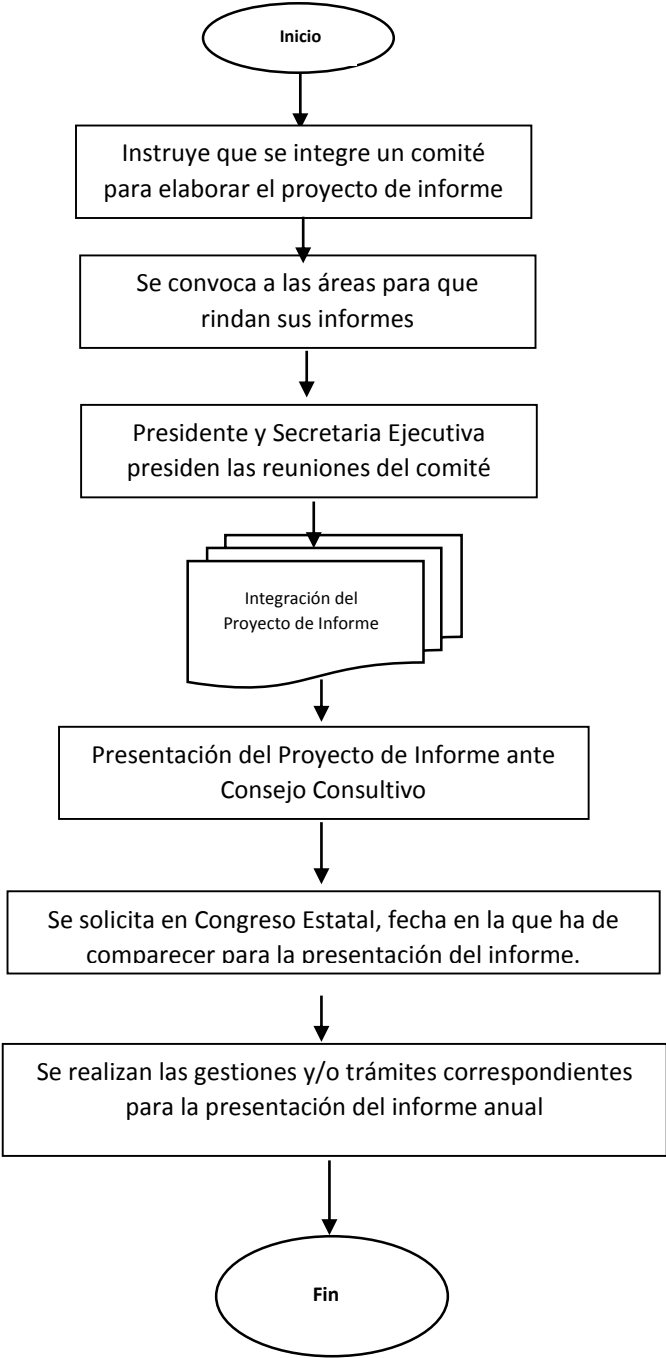 Inicio
Instruye que se integre un comité
para elaborar el proyecto de informe
Se convoca a las áreas para que
rindan sus informes
Presidente y Secretaria Ejecutiva
presiden las reuniones del comité
Integración del
Proyecto de Informe
Presentación del Proyecto de Informe ante
Consejo Consultivo
Se solicita en Congreso Estatal, fecha en la que ha de
comparecer para la presentación del informe.
Se realizan las gestiones y/o trámites correspondientes
para la presentación del informe anual
Fin